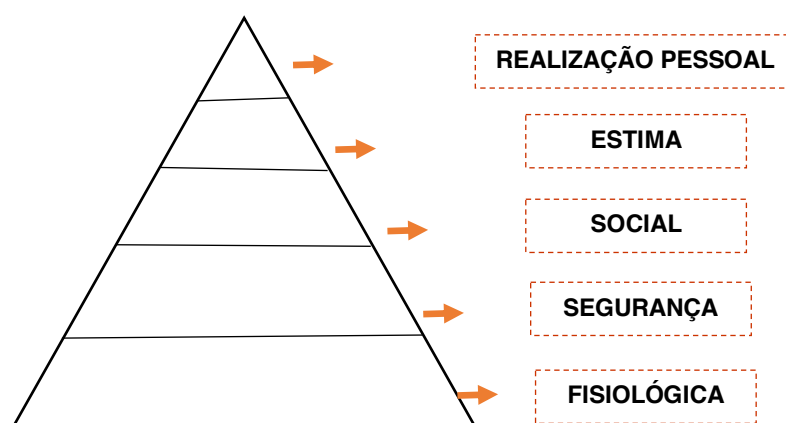 REALIZAÇÃO PESSOAL
ESTIMA
SOCIAL
SEGURANÇA
FISIOLÓGICA